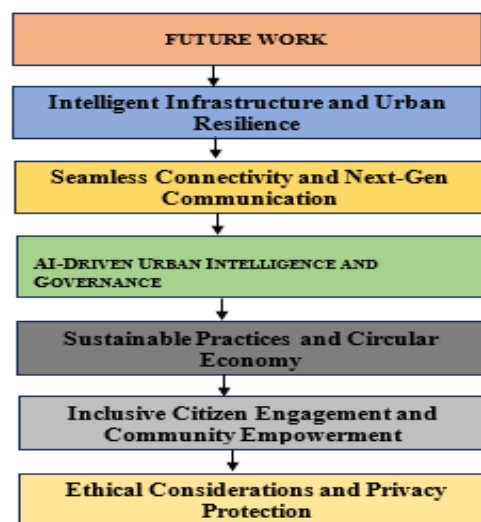 FUTURE WORK
Intelligent Infrastructure and Urban
Resilience
Seamless Connectivity and Next-Gen
Communication
AI-DRIVEN URBAN INTELLIGENCE AND
GOVERNANCE
Sustainable Practices and Circular
Economy
Inclusive Citizen Engagement and
Community Empowerment
Ethical Considerations and Privacy
Protection